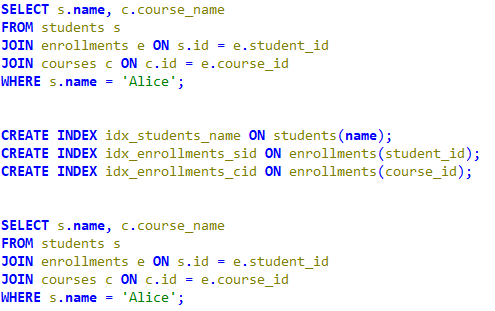 SELECT s.name, c.course_name
FROM students s
JOIN enrollments e ON s.id = e.student_id
JOIN courses c ON c.id = e.course_id
WHERE s.name = 'Alice';
CREATE INDEX idx_students_name ON students(name);
CREATE INDEX idx_enrollments_sid ON enrollments(student_id);
CREATE INDEX idx_enrollments_cid ON enrollments(course_id);
SELECT s.name, c.course_name
FROM students s
JOIN enrollments e ON s.id = e.student_id
JOIN courses c ON c.id = e.course_id
WHERE s.name = 'Alice';